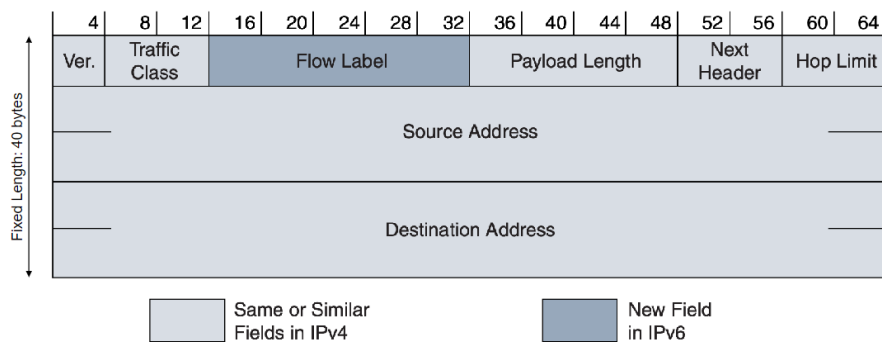 4 8 12 16 20 24 28 32 36 40 44 48 52 56 60 64
Ver.
Traffic
Class
Flow Label
Payload Length
Next
Header
Hop Limit
Source Address
Destination Address
Fixed Length: 40 bytes
Same or Similar
Fields in IPv4
New Field
in IPv6